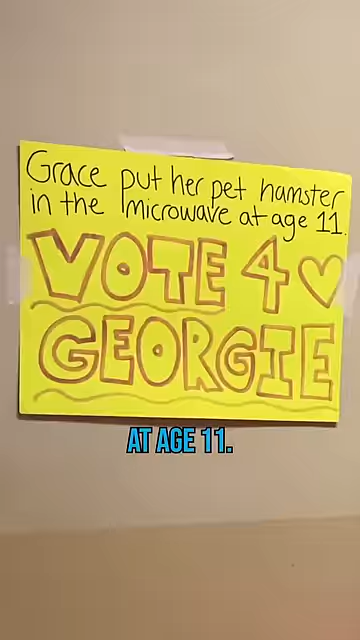 Grace put her pet hamster
in the microwave at age 11.
VOTE 4 ♡
GEORGIE
AT AGE 11.